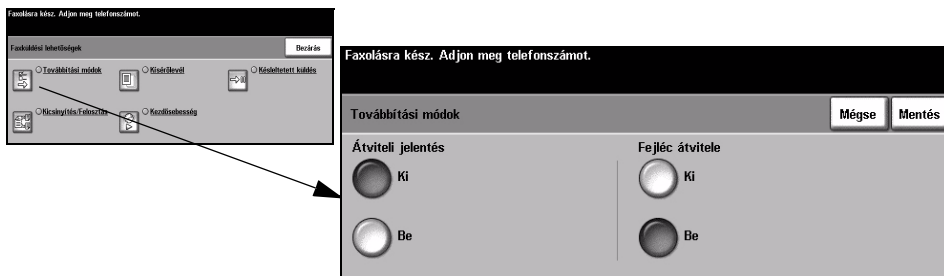 Faxolásra kész. Adjon meg telefonszámot.
Faxküldési lehetőségek
Bezárás
Továbbítási módok
Kísérőlevél
Késleltetett küldés
Kicsinyítés/Felosztás
Kezdősebesség
Faxolásra kész. Adjon meg telefonszámot.
Továbbítási módok
Mégse
Mentés
Átviteli jelentés
Fejléc átvitele
Ki
Ki
Be
Be